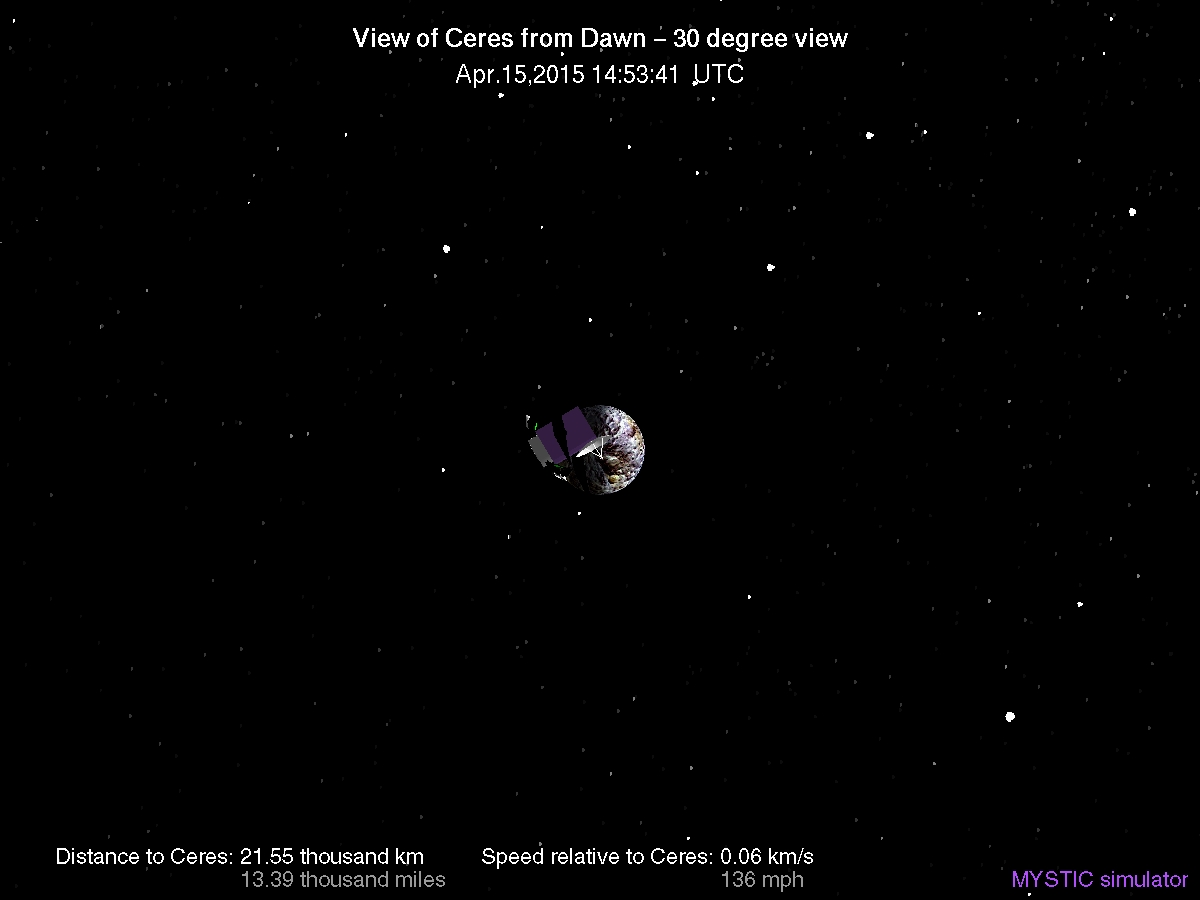 View of Ceres from Dawn – 30 degree view
Apr.15,2015 14:53:41 UTC
Distance to Ceres: 21.55 thousand km
13.39 thousand miles
Speed relative to Ceres: 0.06 km/s
136 mph
MYSTIC simulator